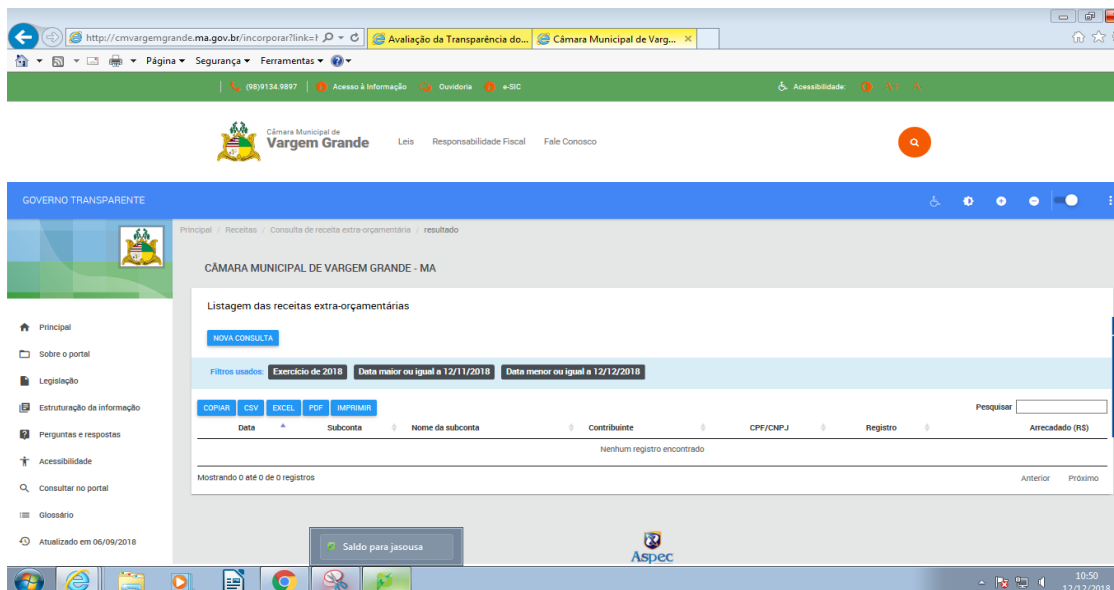 http://cmvargemgrande.ma.gov.br/incorporar?link=h
Avaliação da Transparência do...
Câmara Municipal de Varg...
Página Segurança Ferramentas
(98)9134.9897 Acesso à Informação Ouvidoria e-SIC Acessibilidade:
Câmara Municipal de
Vargem Grande
Leis Responsabilidade Fiscal Fale Conosco
GOVERNO TRANSPARENTE
Principal / Receitas / Consulta de receita extra-orçamentária / resultado
CÂMARA MUNICIPAL DE VARGEM GRANDE - MA
Listagem das receitas extra-orçamentárias
NOVA CONSULTA
Filtros usados: Exercício de 2018 Data maior ou igual a 12/11/2018 Data menor ou igual a 12/12/2018
COPIAR CSV EXCEL PDF IMPRIMIR Pesquisar
Data Subconta Nome da subconta Contribuinte CPF/CNPJ Registro Arrecadado (R$)
Nenhum registro encontrado
Mostrando 0 até 0 de 0 registros Anterior Próximo
Principal
Sobre o portal
Legislação
Estruturação da informação
Perguntas e respostas
Acessibilidade
Consultar no portal
Glossário
Atualizado em 06/09/2018
Saldo para jasousa
Aspec
10:50
12/12/2018